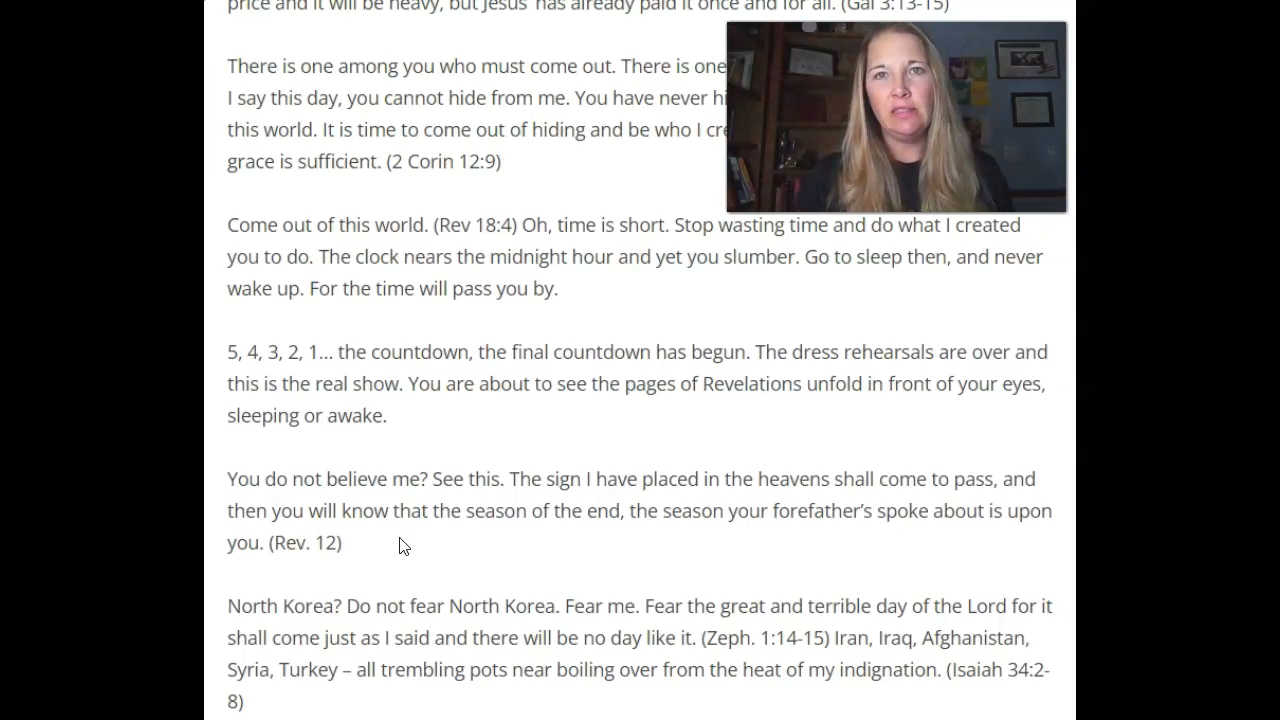 price and it will be heavy, but Jesus has already paid it once and for all. (Gal 3:13-15)
There is one among you who must come out. There is one
I say this day, you cannot hide from me. You have never hi
this world. It is time to come out of hiding and be who I cre
grace is sufficient. (2 Corin 12:9)
Come out of this world. (Rev 18:4) Oh, time is short. Stop wasting time and do what I created
you to do. The clock nears the midnight hour and yet you slumber. Go to sleep then, and never
wake up. For the time will pass you by.
5, 4, 3, 2, 1... the countdown, the final countdown has begun. The dress rehearsals are over and
this is the real show. You are about to see the pages of Revelations unfold in front of your eyes,
sleeping or awake.
You do not believe me? See this. The sign I have placed in the heavens shall come to pass, and
then you will know that the season of the end, the season your forefather’s spoke about is upon
you. (Rev. 12)
North Korea? Do not fear North Korea. Fear me. Fear the great and terrible day of the Lord for it
shall come just as I said and there will be no day like it. (Zeph. 1:14-15) Iran, Iraq, Afghanistan,
Syria, Turkey – all trembling pots near boiling over from the heat of my indignation. (Isaiah 34:2-
8)